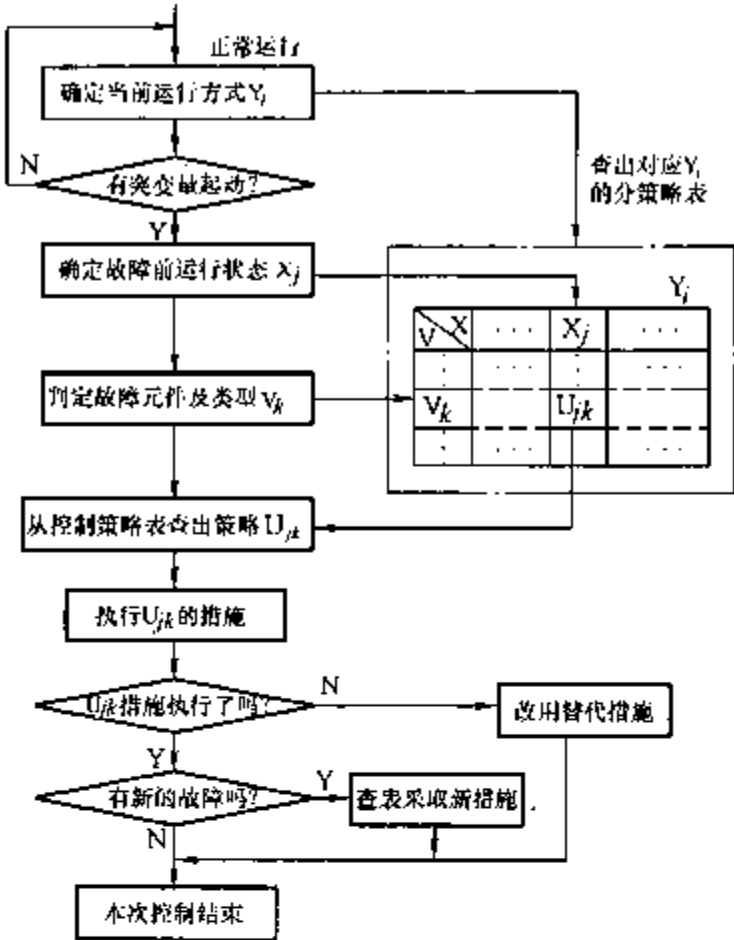 正常运行
确定当前运行方式Yi
N
有突变量起动?
查出对应Yi
的分策略表
Y
确定故障前运行状态 Xj
Yi
V X ··· Xj ···
· ··· · ···
判定故障元件及类型 Vk
Vk Ujk
· ··· · ···
从控制策略表查出策略 Ujk
执行Ujk的措施
Ujk措施执行了吗?
N
改用替代措施
Y
有新的故障吗?
Y
查表采取新措施
N
本次控制结束